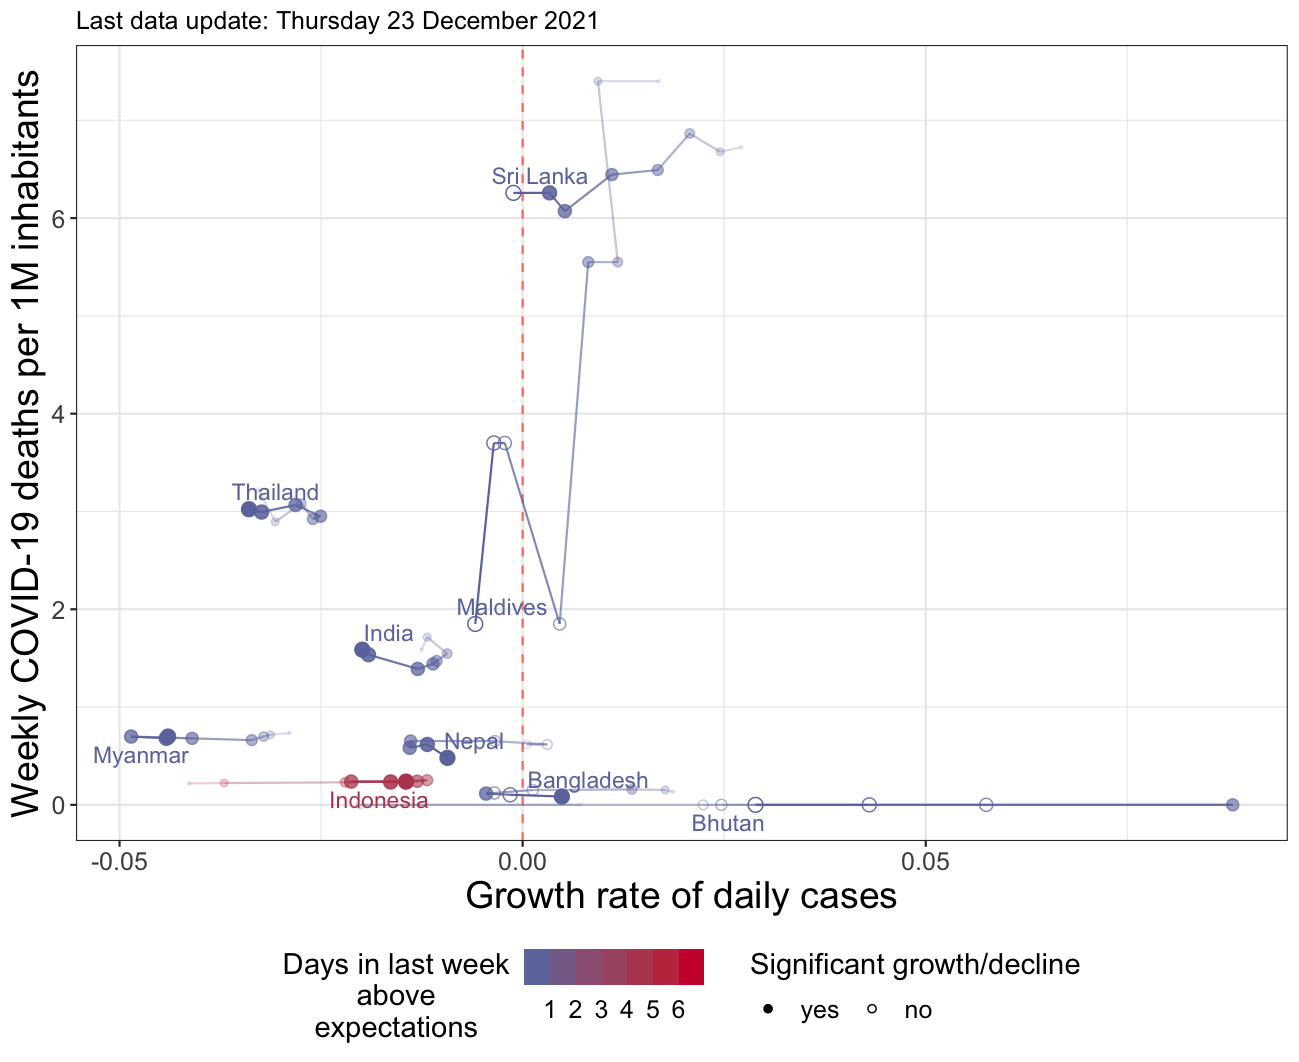 Last data update: Thursday 23 December 2021
Weekly COVID-19 deaths per 1M inhabitants
6
4
2
0
Sri Lanka
Thailand
Maldives
India
Nepal
Myanmar
Bangladesh
Indonesia
Bhutan
-0.05 0.00 0.05
Growth rate of daily cases
Days in last week
above
expectations
1 2 3 4 5 6
Significant growth/decline
yes no